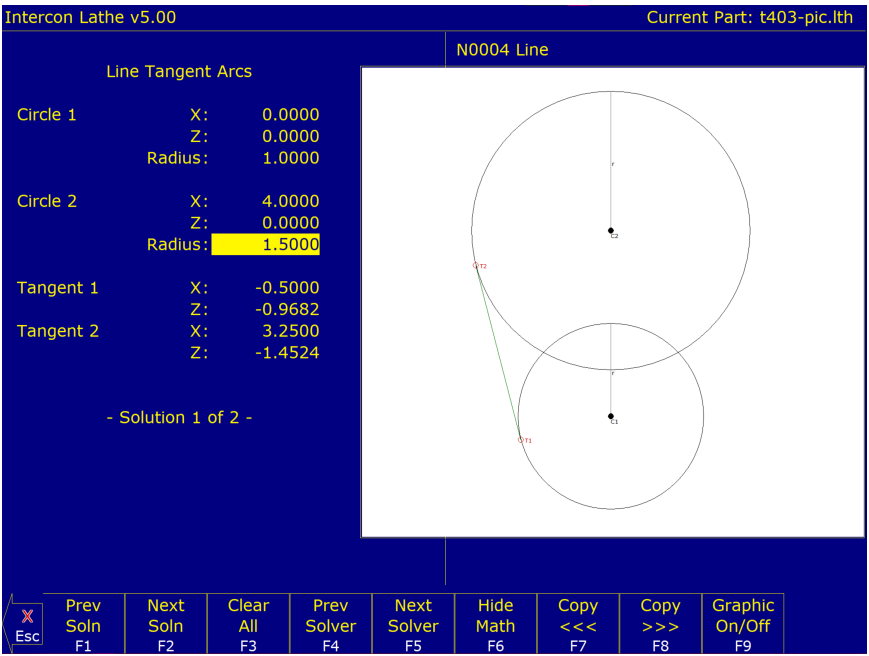 Intercon Lathe v5.00
Current Part: t403-pic.lth
N0004 Line
Line Tangent Arcs
Circle 1 X: 0.0000
Z: 0.0000
Radius: 1.0000
Circle 2 X: 4.0000
Z: 0.0000
Radius: 1.5000
Tangent 1 X: -0.5000
Z: -0.9682
Tangent 2 X: 3.2500
Z: -1.4524
- Solution 1 of 2 -
r
C2
T2
r
C1
T1
X Esc
Prev Soln F1
Next Soln F2
Clear All F3
Prev Solver F4
Next Solver F5
Hide Math F6
Copy <<< F7
Copy >>> F8
Graphic On/Off F9